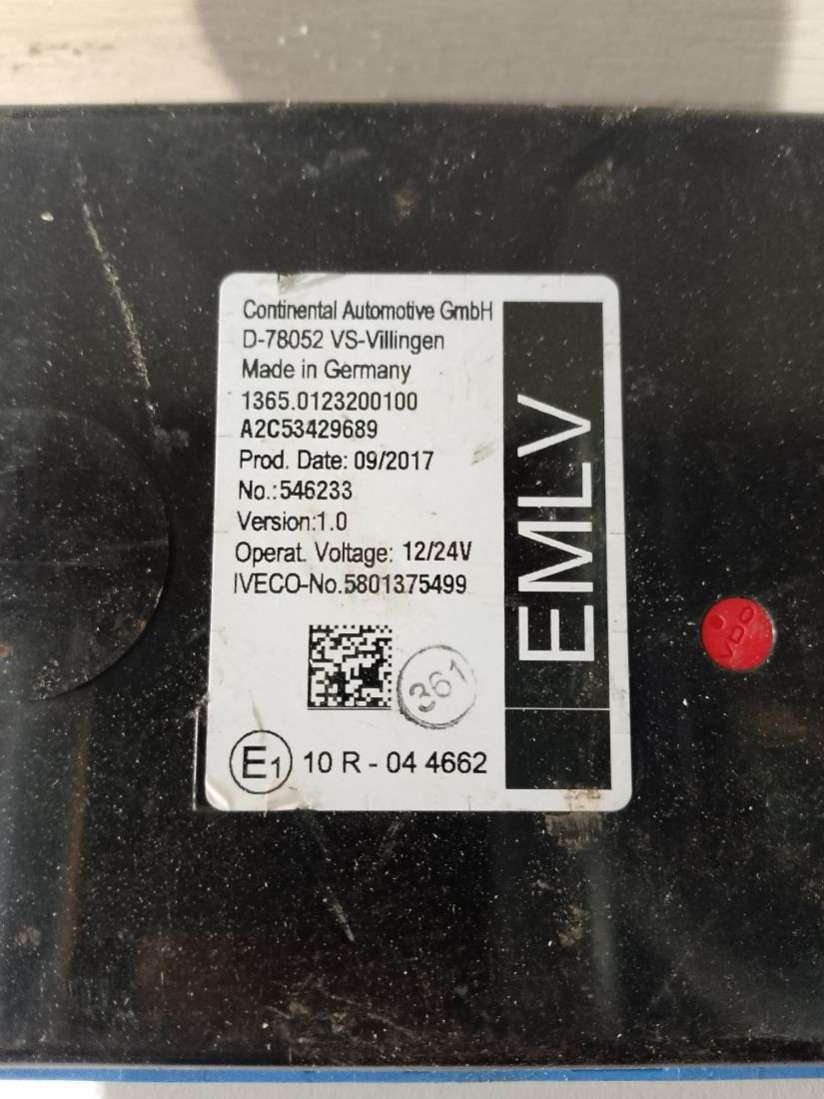 Continental Automotive GmbH
D-78052 VS-Villingen
Made in Germany
1365.0123200100
A2C53429689
Prod. Date: 09/2017
No.:546233
Version:1.0
Operat. Voltage: 12/24V
IVECO-No.5801375499
361
E1 10 R - 04 4662
EMLV
VDO